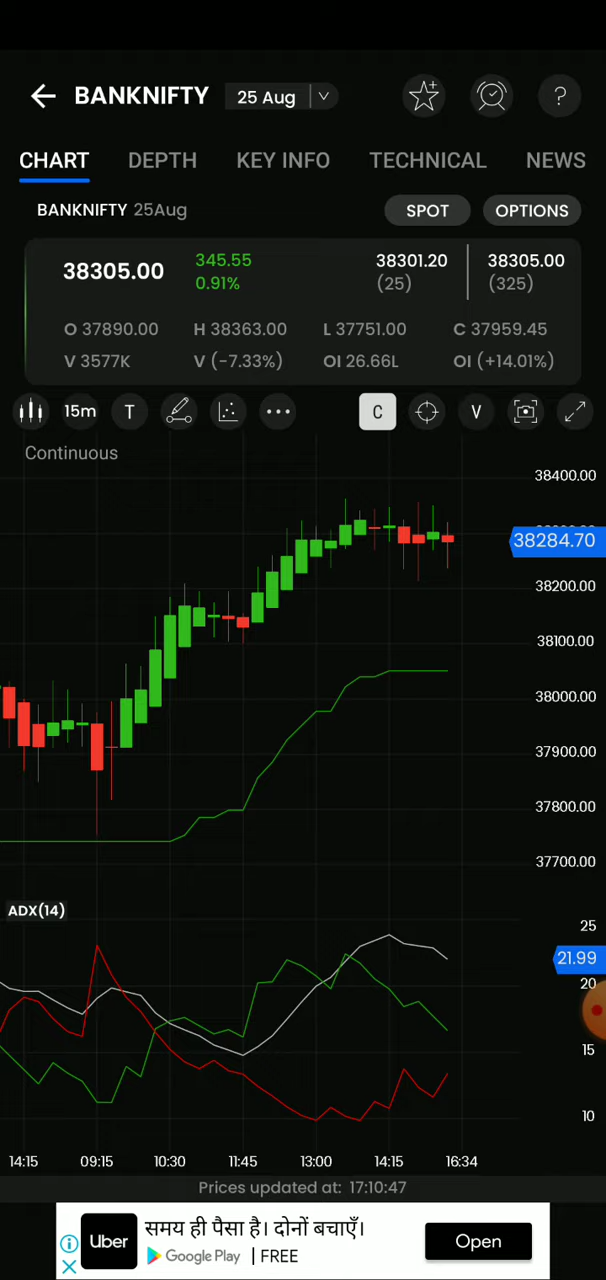 BANKNIFTY 25 Aug ?
CHART DEPTH KEY INFO TECHNICAL NEWS
BANKNIFTY 25Aug SPOT OPTIONS
38305.00 345.55 0.91% 38301.20 (25) 38305.00 (325)
O 37890.00 H 38363.00 L 37751.00 C 37959.45
V 3577K V (-7.33%) OI 26.66L OI (+14.01%)
15m T C V
Continuous
38400.00
38284.70
38200.00
38100.00
38000.00
37900.00
37800.00
37700.00
ADX(14)
25
21.99
20
15
10
14:15 09:15 10:30 11:45 13:00 14:15 16:34
Prices updated at: 17:10:47
Uber
समय ही पैसा है। दोनों बचाएँ।
Google Play | FREE
Open